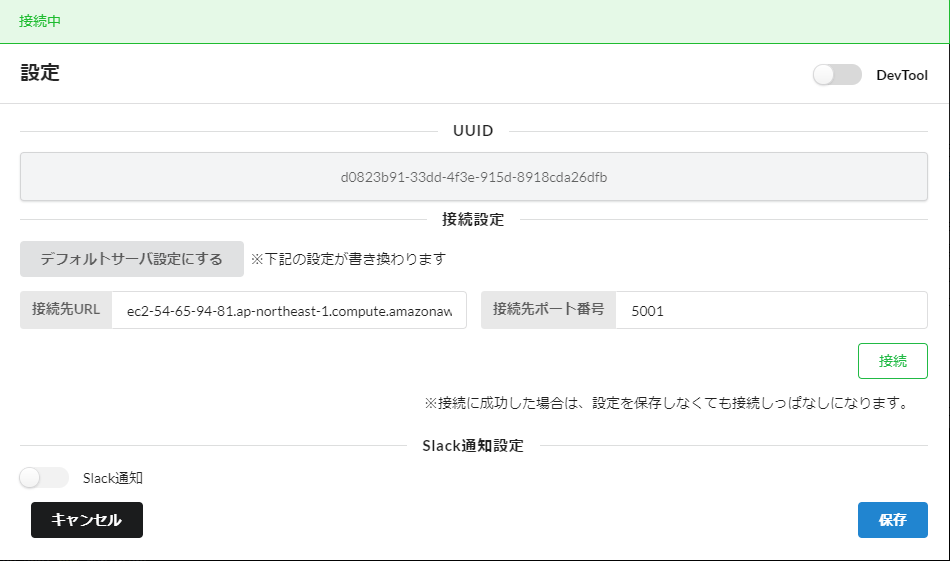 接続中
設定
DevTool
UUID
d0823b91-33dd-4f3e-915d-8918cda26dfb
接続設定
デフォルトサーバ設定にする ※下記の設定が書き換わります
接続先URL ec2-54-65-94-81.ap-northeast-1.compute.amazonaw 接続先ポート番号 5001
接続
※接続に成功した場合は、設定を保存しなくても接続しっぱなしになります。
Slack通知設定
Slack通知
キャンセル 保存